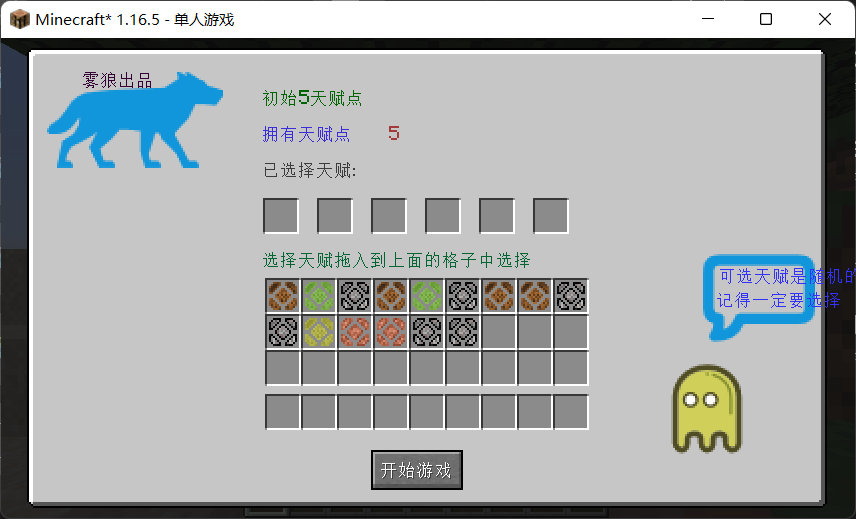 Minecraft* 1.16.5 - 单人游戏
雾狼出品
初始5天赋点
拥有天赋点 5
已选择天赋:
选择天赋拖入到上面的格子中选择
可选天赋是随机的
记得一定要选择
开始游戏